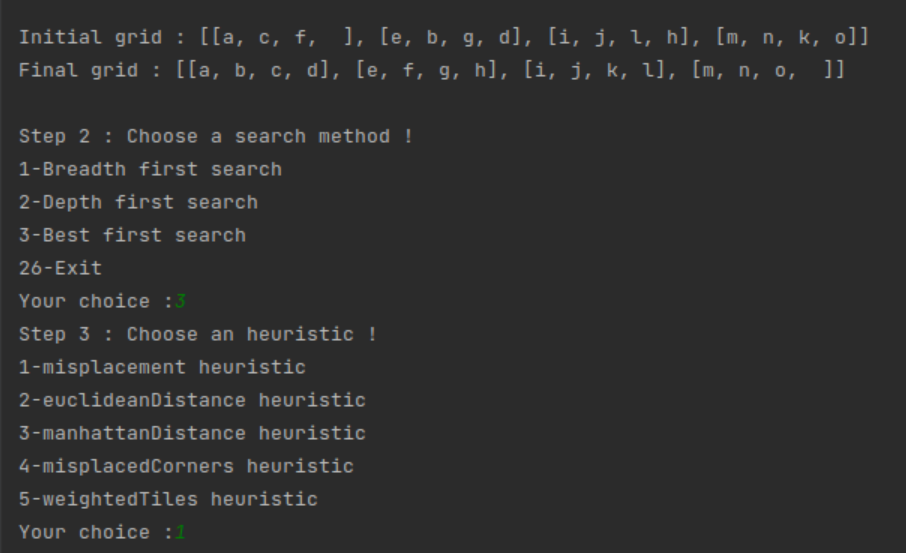 Initial grid : [[a, c, f,  ], [e, b, g, d], [i, j, l, h], [m, n, k, o]]
Final grid : [[a, b, c, d], [e, f, g, h], [i, j, k, l], [m, n, o,  ]]
Step 2 : Choose a search method !
1-Breadth first search
2-Depth first search
3-Best first search
26-Exit
Your choice :3
Step 3 : Choose an heuristic !
1-misplacement heuristic
2-euclideanDistance heuristic
3-manhattanDistance heuristic
4-misplacedCorners heuristic
5-weightedTiles heuristic
Your choice :1